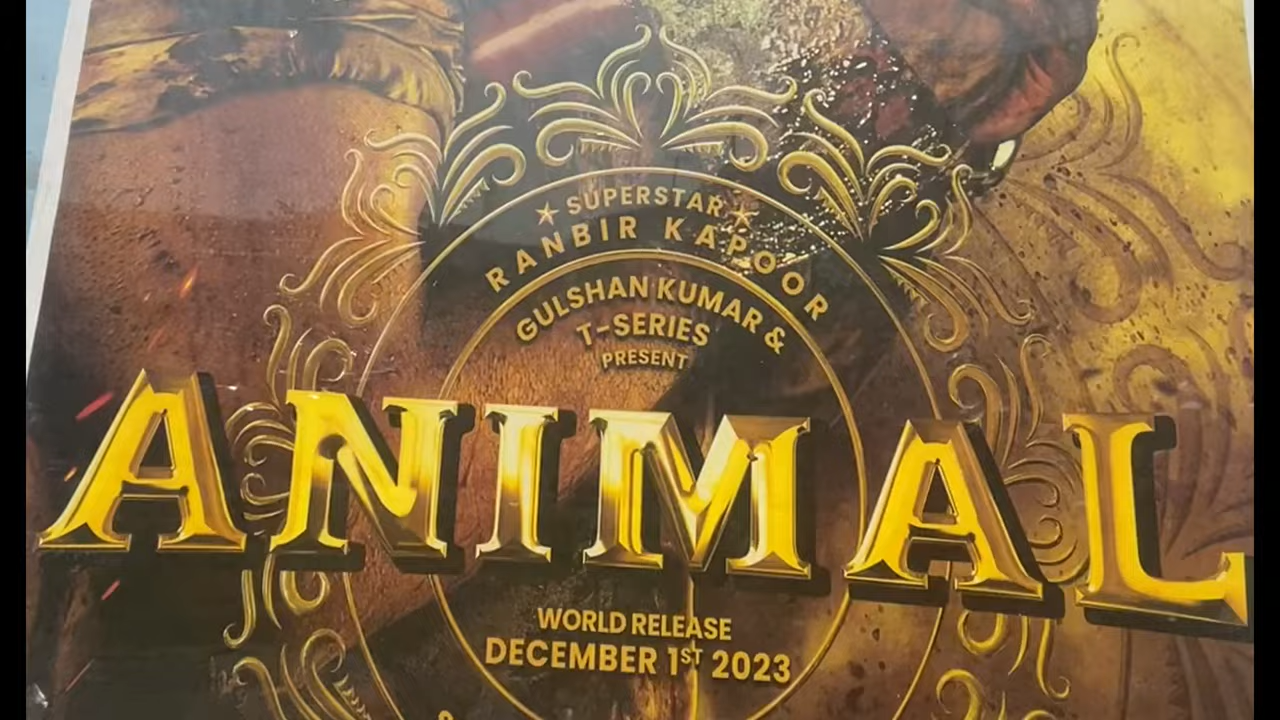 SUPERSTAR
RANBIR KAPOOR
GULSHAN KUMAR &
T-SERIES
PRESENT
ANIMAL
WORLD RELEASE
DECEMBER 1ST 2023